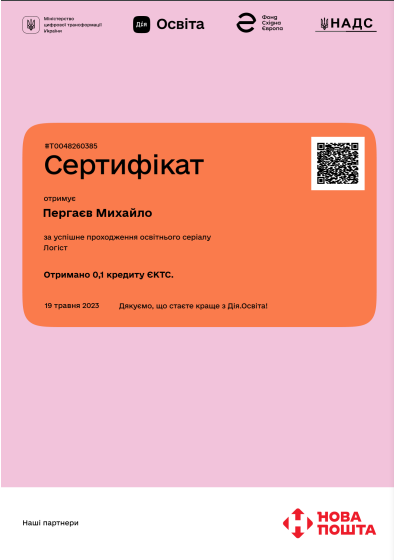 Міністерство
цифрової трансформації
України
Дія Освіта
Фонд
Східна
Європа
НАДС
#T0048260385
Сертифікат
отримує
Пергаєв Михайло
за успішне проходження освітнього серіалу
Логіст
Отримано 0,1 кредиту ЄКТС.
19 травня 2023 Дякуємо, що стаєте краще з Дія.Освіта!
Наші партнери
НОВА
ПОШТА